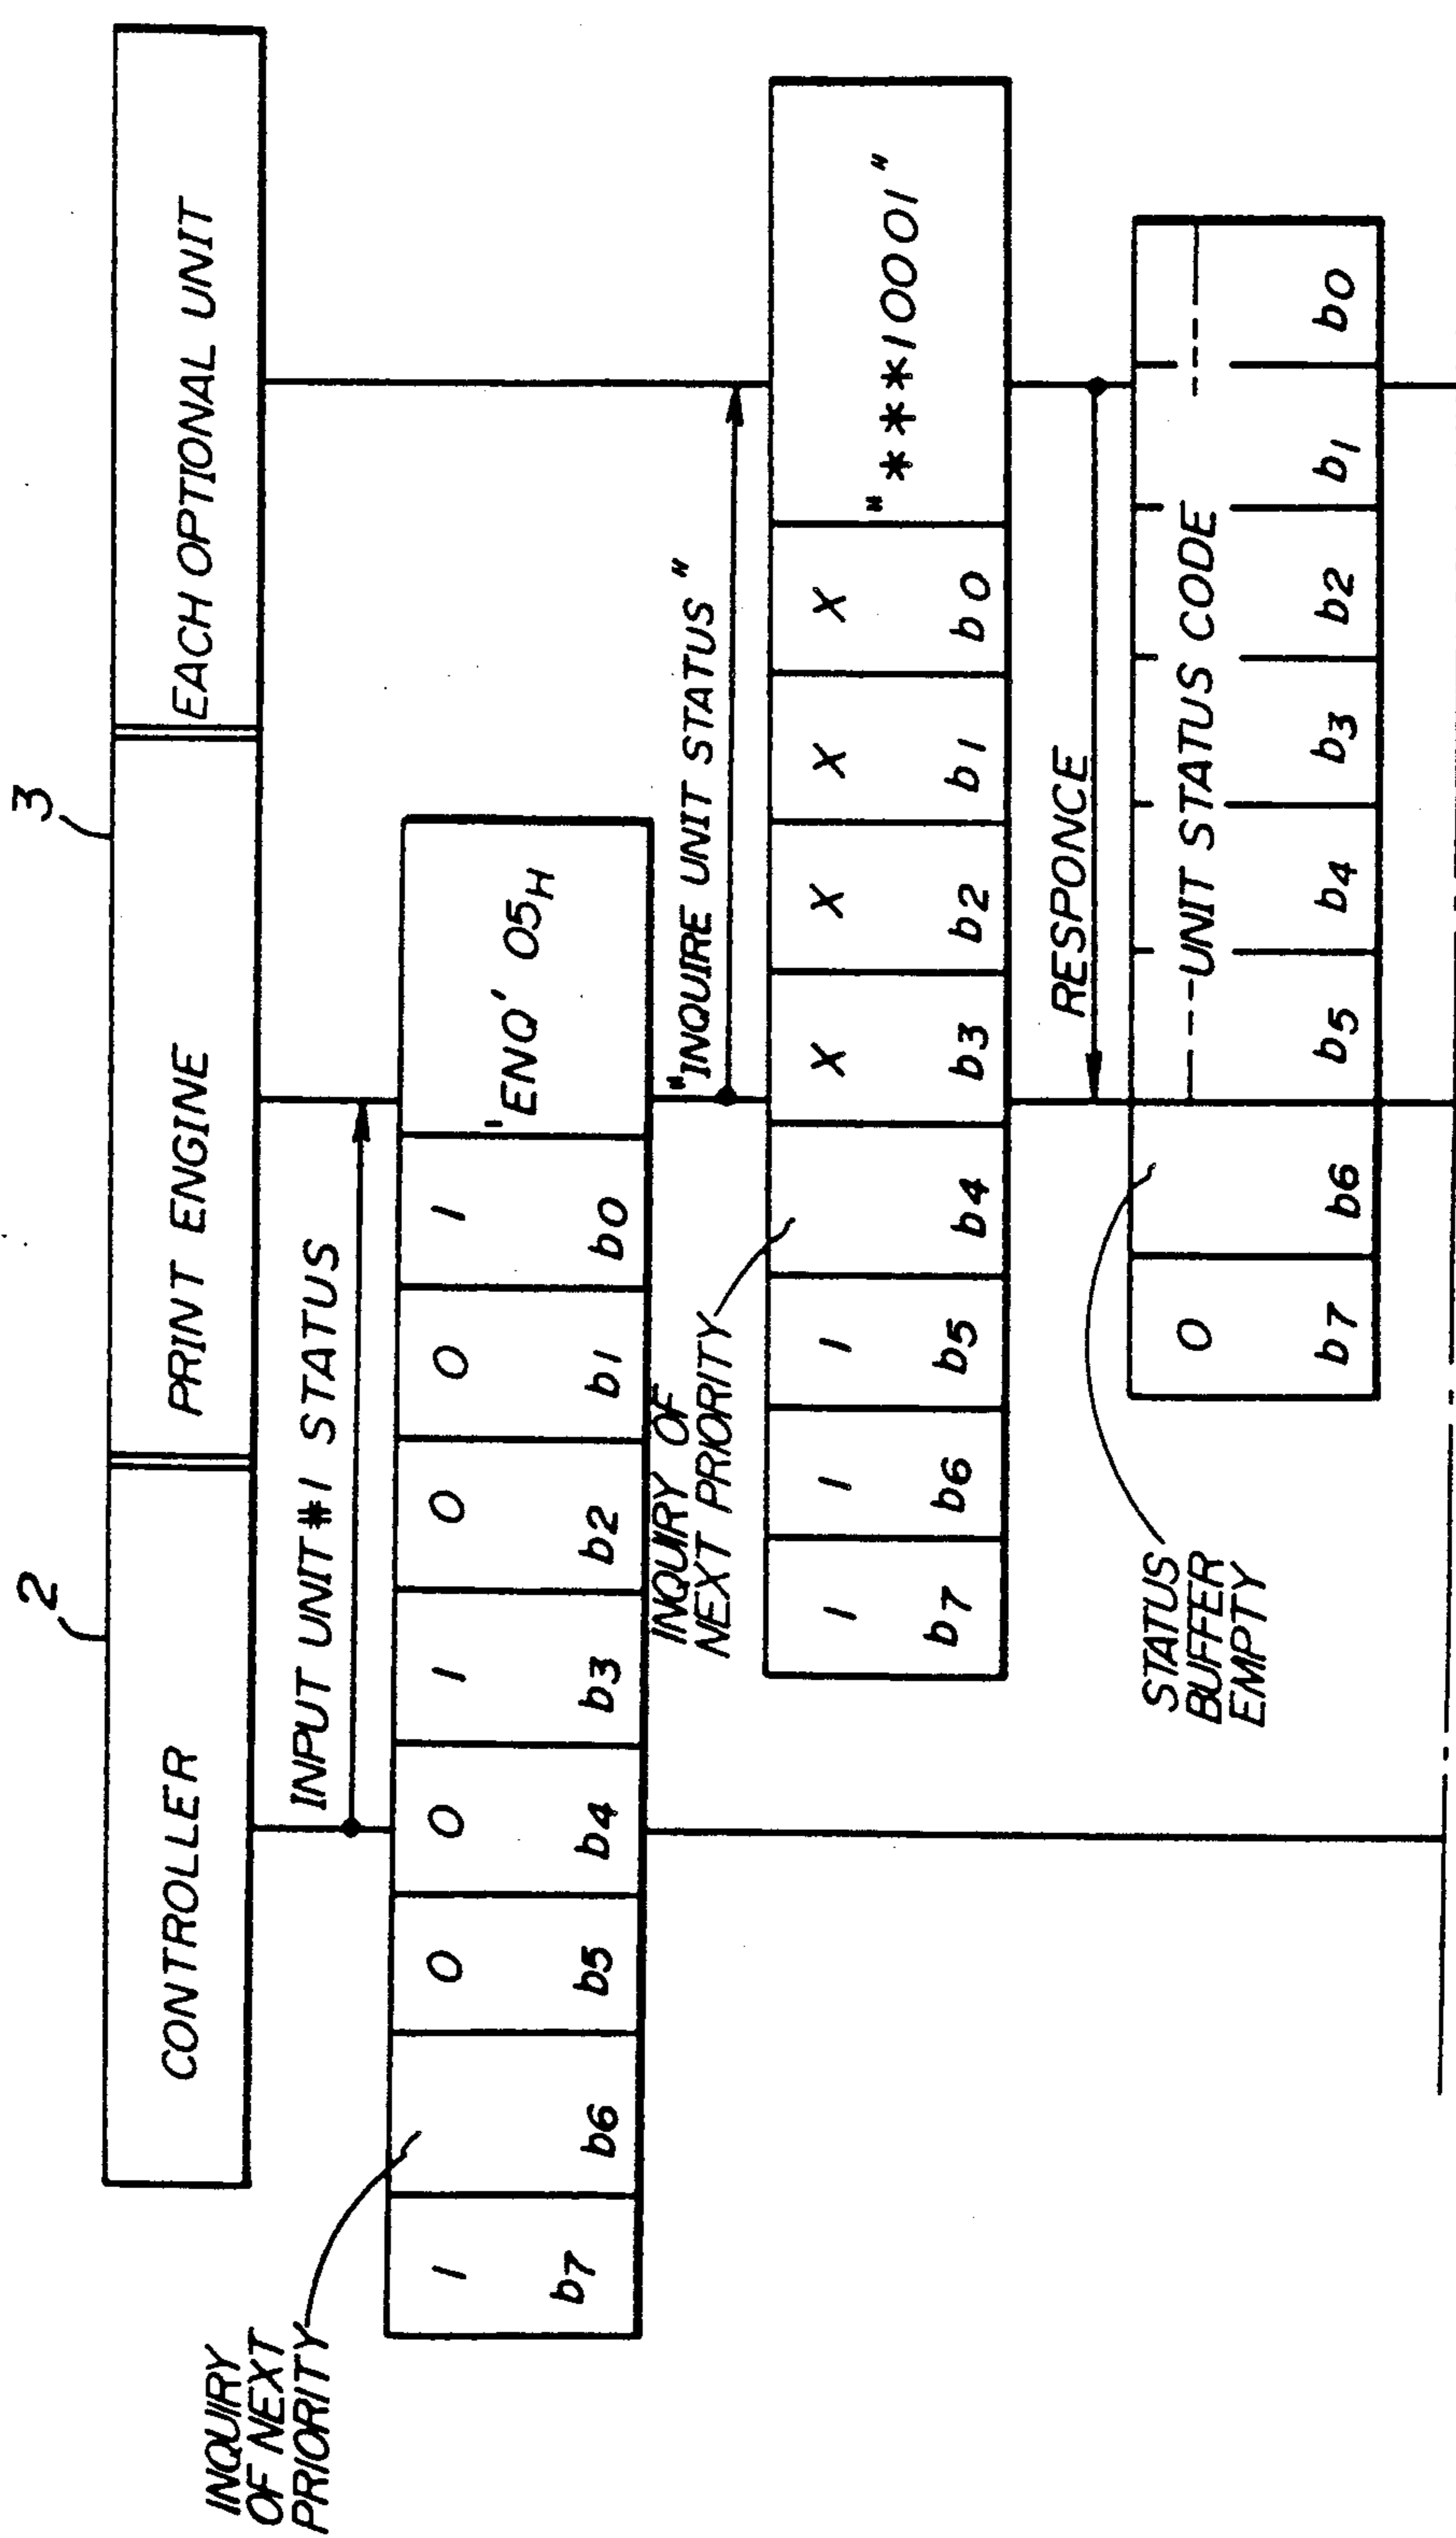 2
3
CONTROLLER
PRINT ENGINE
EACH OPTIONAL UNIT
INPUT UNIT #1 STATUS
INQUIRY
OF NEXT
PRIORITY
1 0 0 1 0 0 1
'ENQ' 05H
b7 b6 b5 b4 b3 b2 b1 b0
"INQUIRE UNIT STATUS"
INQUIRY OF
NEXT PRIORITY
1 1 1 X X X X
"***10001"
b7 b6 b5 b4 b3 b2 b1 b0
RESPONCE
STATUS
BUFFER
EMPTY
0
UNIT STATUS CODE
b7 b6 b5 b4 b3 b2 b1 b0